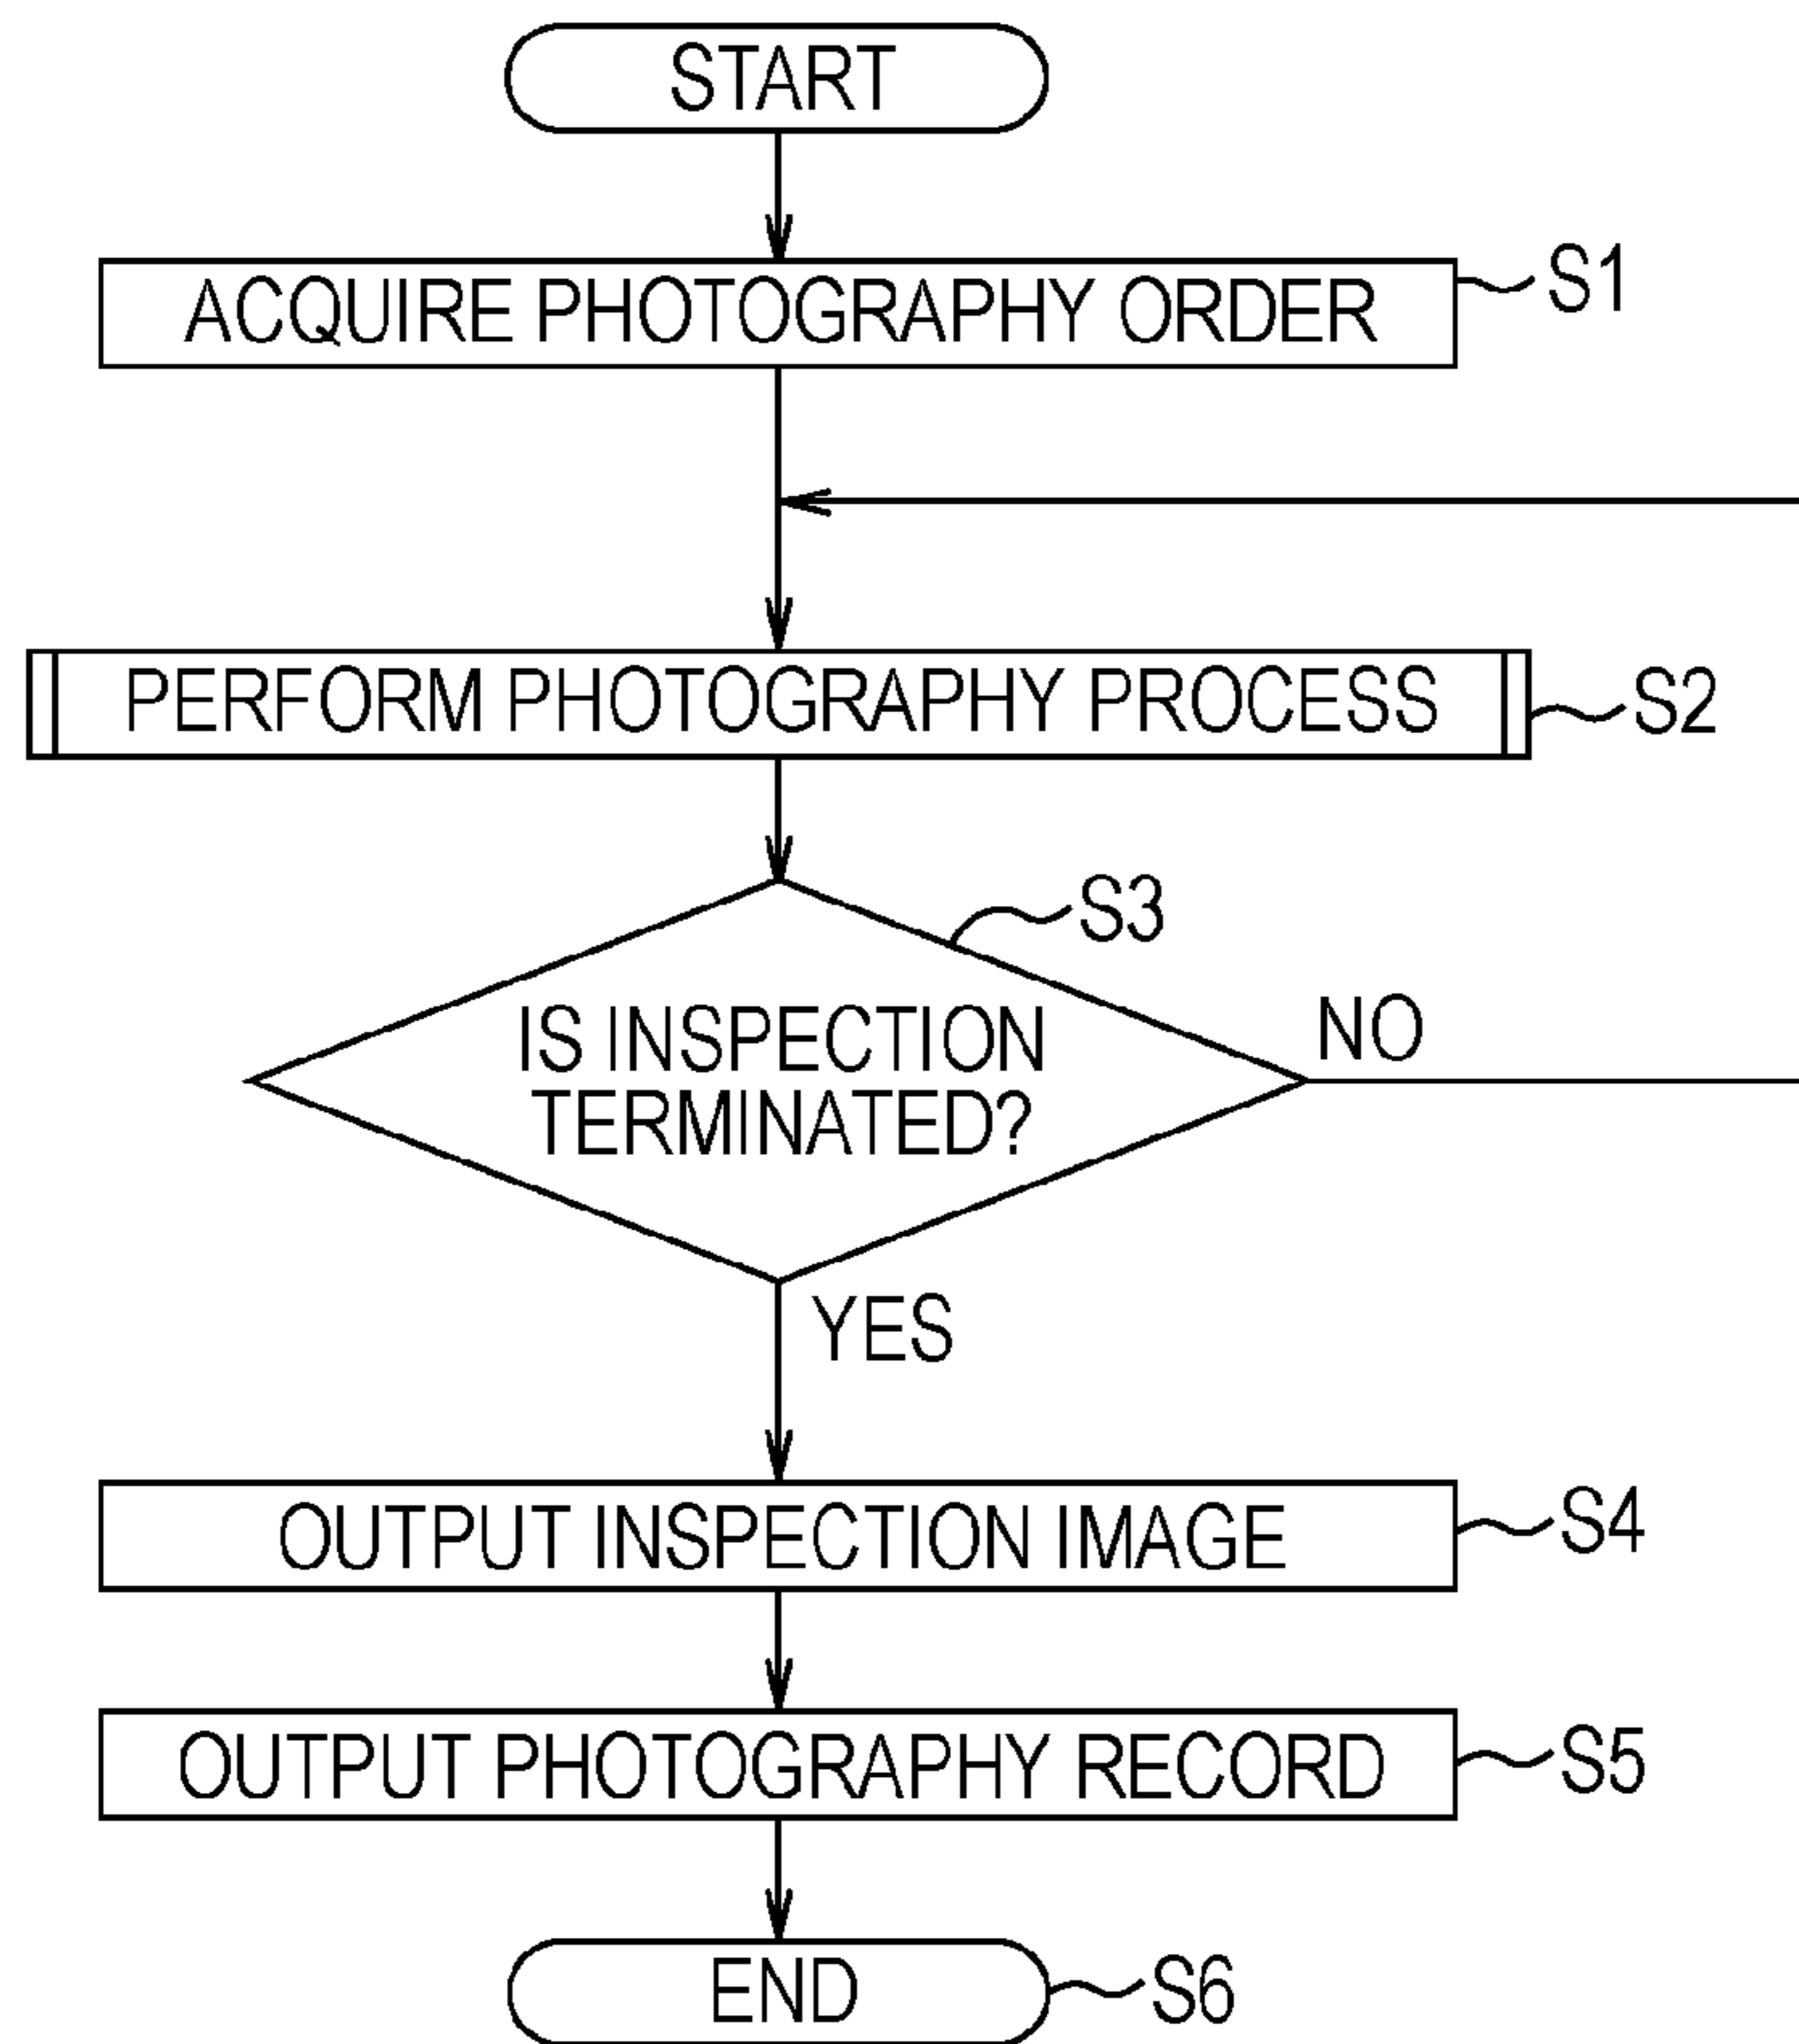 START
ACQUIRE PHOTOGRAPHY ORDER
S1
PERFORM PHOTOGRAPHY PROCESS
S2
S3
IS INSPECTION
TERMINATED?
NO
YES
OUTPUT INSPECTION IMAGE
S4
OUTPUT PHOTOGRAPHY RECORD
S5
END
S6